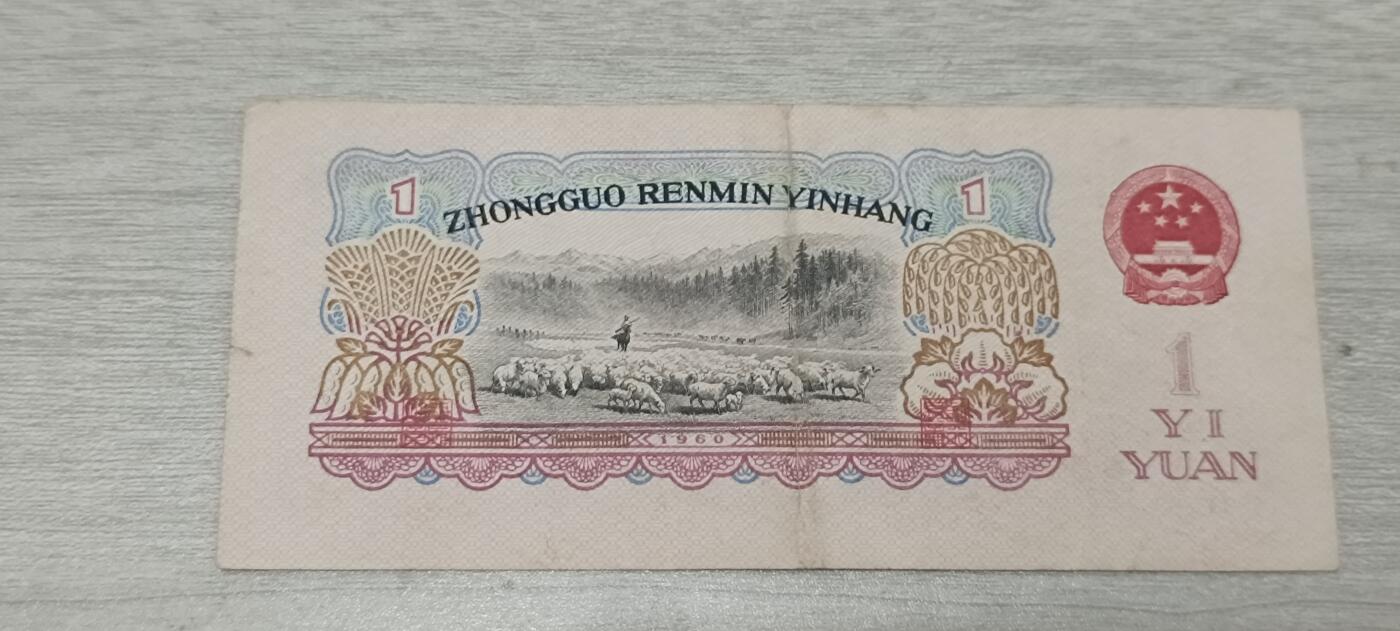 1
ZHONGGUO RENMIN YINHANG
1
1960
1
YI
YUAN